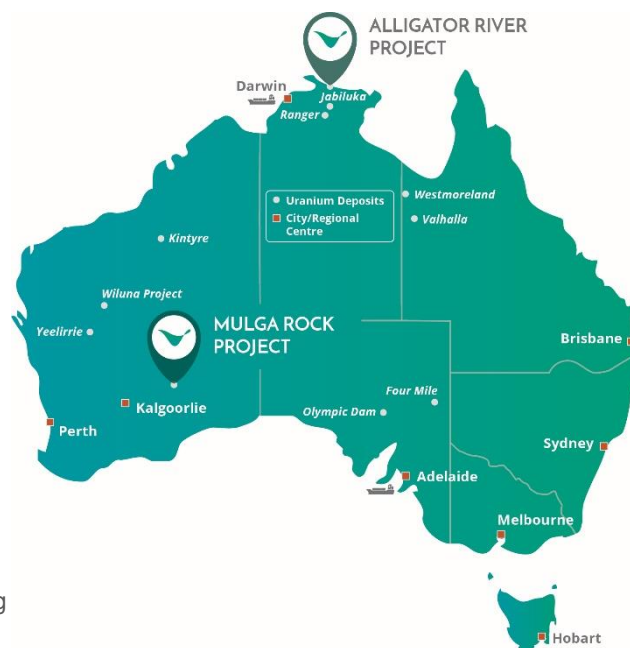 ALLIGATOR RIVER
PROJECT
Darwin
Jabiluka
Ranger
Uranium Deposits
City/Regional
Centre
Westmoreland
Valhalla
Kintyre
Wiluna Project
MULGA ROCK
PROJECT
Yeelirrie
Brisbane
Four Mile
Kalgoorlie
Olympic Dam
Perth
Sydney
Adelaide
Melbourne
g
Hobart